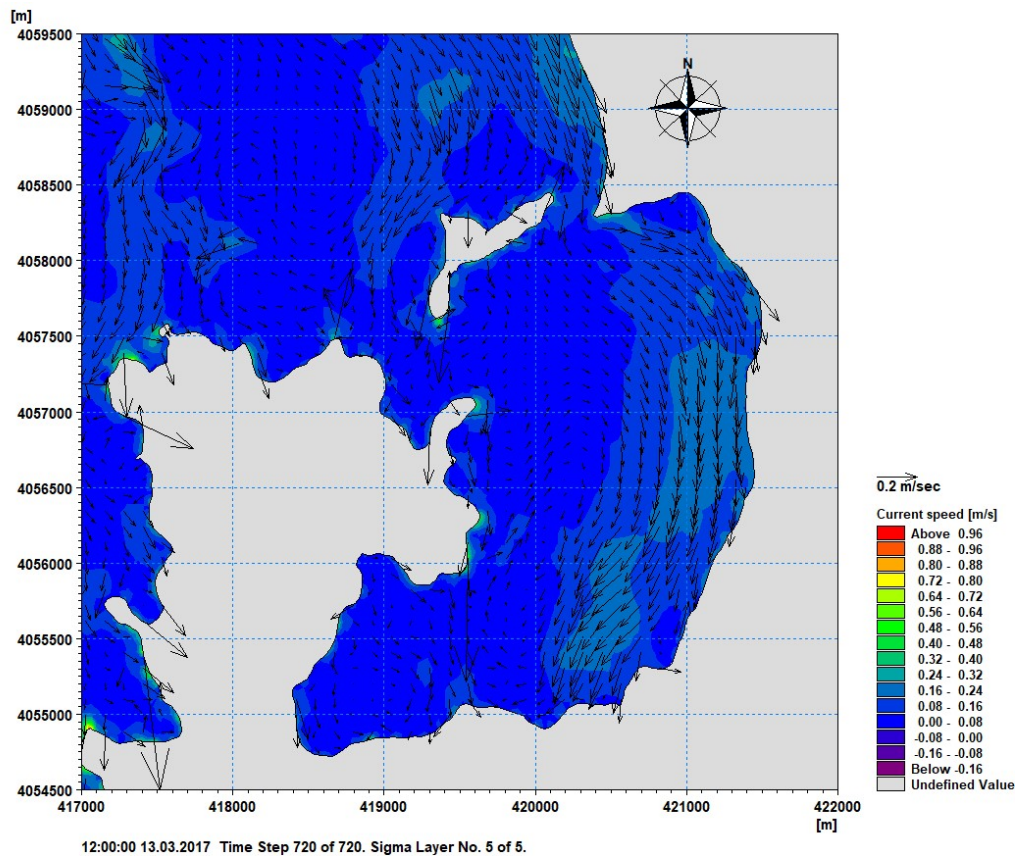 [m]
4059500
4059000
4058500
4058000
4057500
4057000
4056500
4056000
4055500
4055000
4054500
417000 418000 419000 420000 421000 422000
[m]
N
0.2 m/sec
Current speed [m/s]
Above 0.96
0.88 - 0.96
0.80 - 0.88
0.72 - 0.80
0.64 - 0.72
0.56 - 0.64
0.48 - 0.56
0.40 - 0.48
0.32 - 0.40
0.24 - 0.32
0.16 - 0.24
0.08 - 0.16
0.00 - 0.08
-0.08 - 0.00
-0.16 - -0.08
Below -0.16
Undefined Value
12:00:00 13.03.2017 Time Step 720 of 720. Sigma Layer No. 5 of 5.